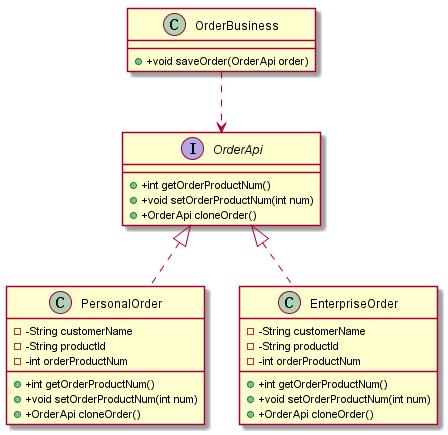 C OrderBusiness
+void saveOrder(OrderApi order)
I OrderApi
+int getOrderProductNum()
+void setOrderProductNum(int num)
+OrderApi cloneOrder()
C PersonalOrder
-String customerName
-String productId
-int orderProductNum
+int getOrderProductNum()
+void setOrderProductNum(int num)
+OrderApi cloneOrder()
C EnterpriseOrder
-String customerName
-String productId
-int orderProductNum
+int getOrderProductNum()
+void setOrderProductNum(int num)
+OrderApi cloneOrder()